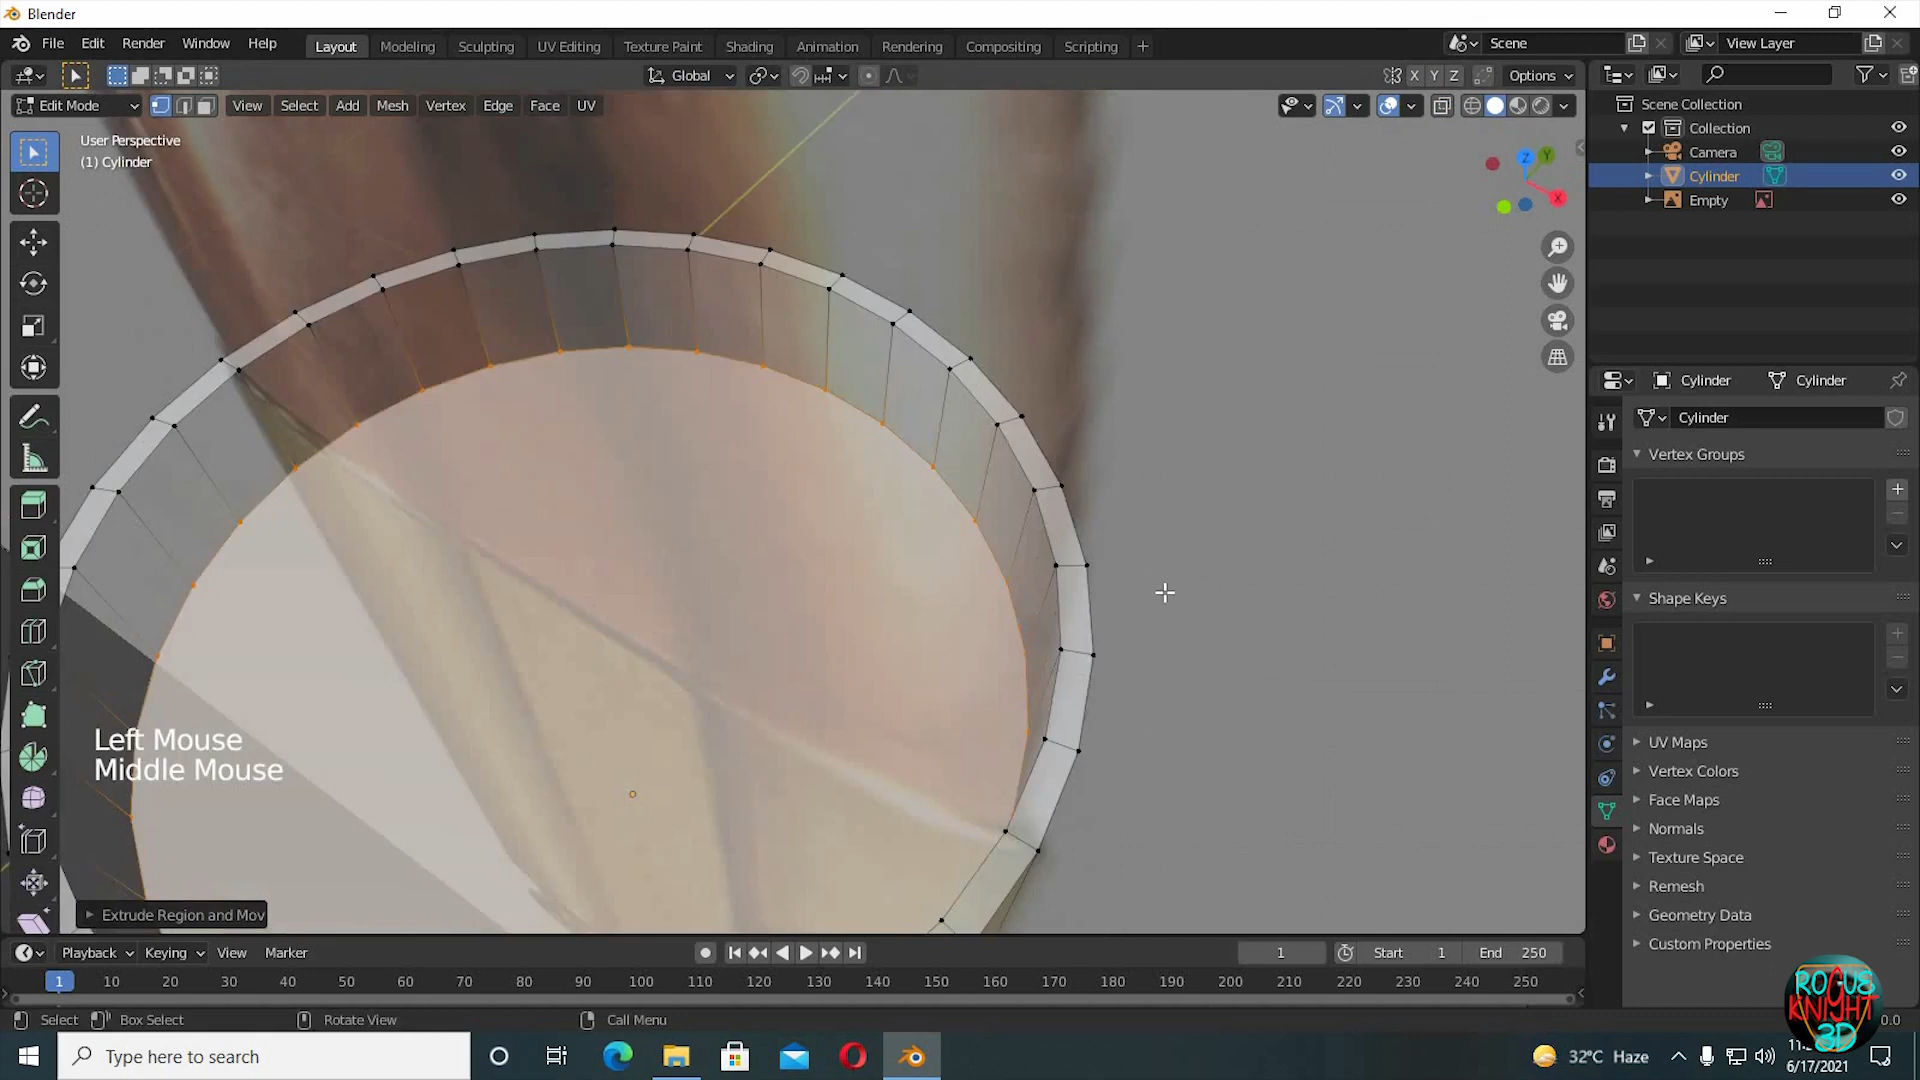 Blender
File Edit Render Window Help
Layout Modeling Sculpting UV Editing Texture Paint Shading Animation Rendering Compositing Scripting +
Scene
View Layer
Global
X Y Z
Options
Edit Mode
View Select Add Mesh Vertex Edge Face UV
User Perspective
(1) Cylinder
Z
Y
X
Scene Collection
Collection
Camera
Cylinder
Empty
Cylinder
Cylinder
Cylinder
Vertex Groups
Shape Keys
UV Maps
Vertex Colors
Face Maps
Normals
Texture Space
Remesh
Geometry Data
Custom Properties
Left Mouse
Middle Mouse
Extrude Region and Mov
Playback Keying View Marker
1
Start 1
End 250
1 10 20 30 40 50 60 70 80 90 100 110 120 130 140 150 160 170 180 190 200 210 220 230 240 250
Select
Box Select
Rotate View
Call Menu
ROGUE
KNIGHT
3D
Type here to search
32°C Haze
6/17/2021